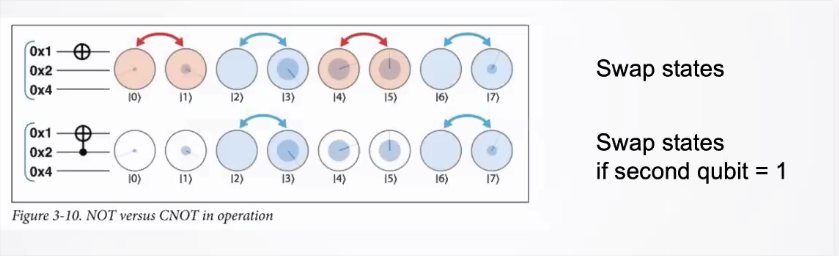 0x1
0x2
0x4
|0⟩ |1⟩ |2⟩ |3⟩ |4⟩ |5⟩ |6⟩ |7⟩
Swap states
0x1
0x2
0x4
|0⟩ |1⟩ |2⟩ |3⟩ |4⟩ |5⟩ |6⟩ |7⟩
Swap states
if second qubit = 1
Figure 3-10. NOT versus CNOT in operation